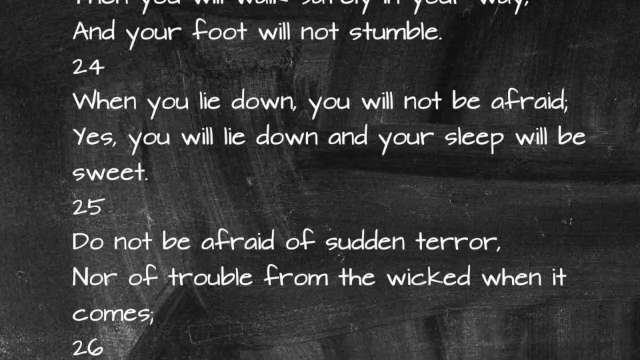 Then you will walk safely in your way,
And your foot will not stumble.
24
When you lie down, you will not be afraid;
Yes, you will lie down and your sleep will be
sweet.
25
Do not be afraid of sudden terror,
Nor of trouble from the wicked when it
comes;
26